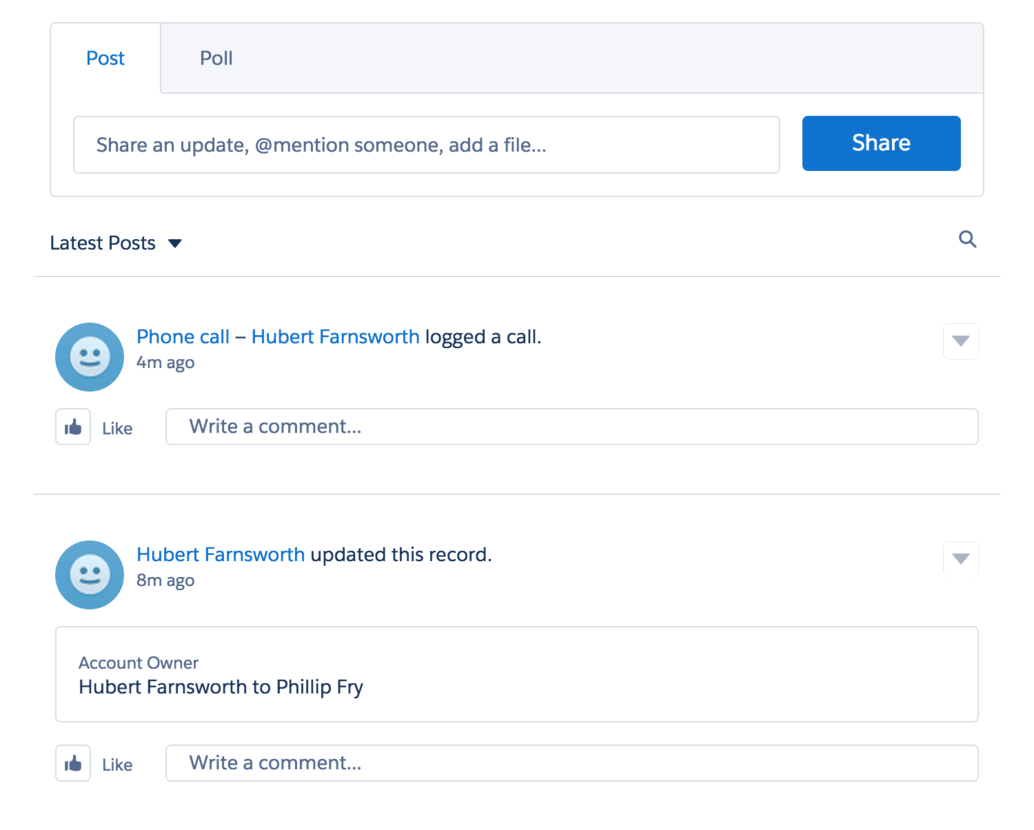 Post
Poll
Share an update, @mention someone, add a file...
Share
Latest Posts
Phone call – Hubert Farnsworth logged a call.
4m ago
Like
Write a comment...
Hubert Farnsworth updated this record.
8m ago
Account Owner
Hubert Farnsworth to Phillip Fry
Like
Write a comment...